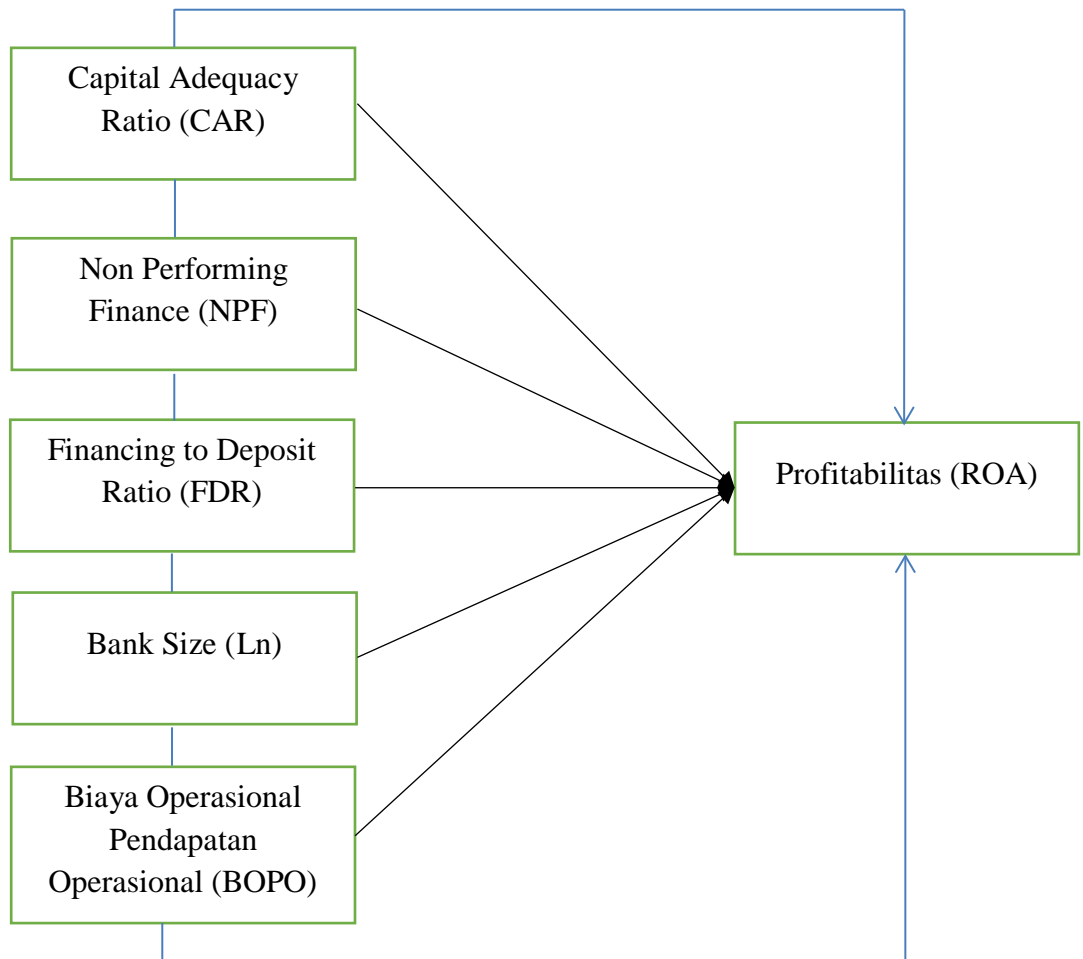 Capital Adequacy
Ratio (CAR)
Non Performing
Finance (NPF)
Financing to Deposit
Ratio (FDR)
Profitabilitas (ROA)
Bank Size (Ln)
Biaya Operasional
Pendapatan
Operasional (BOPO)